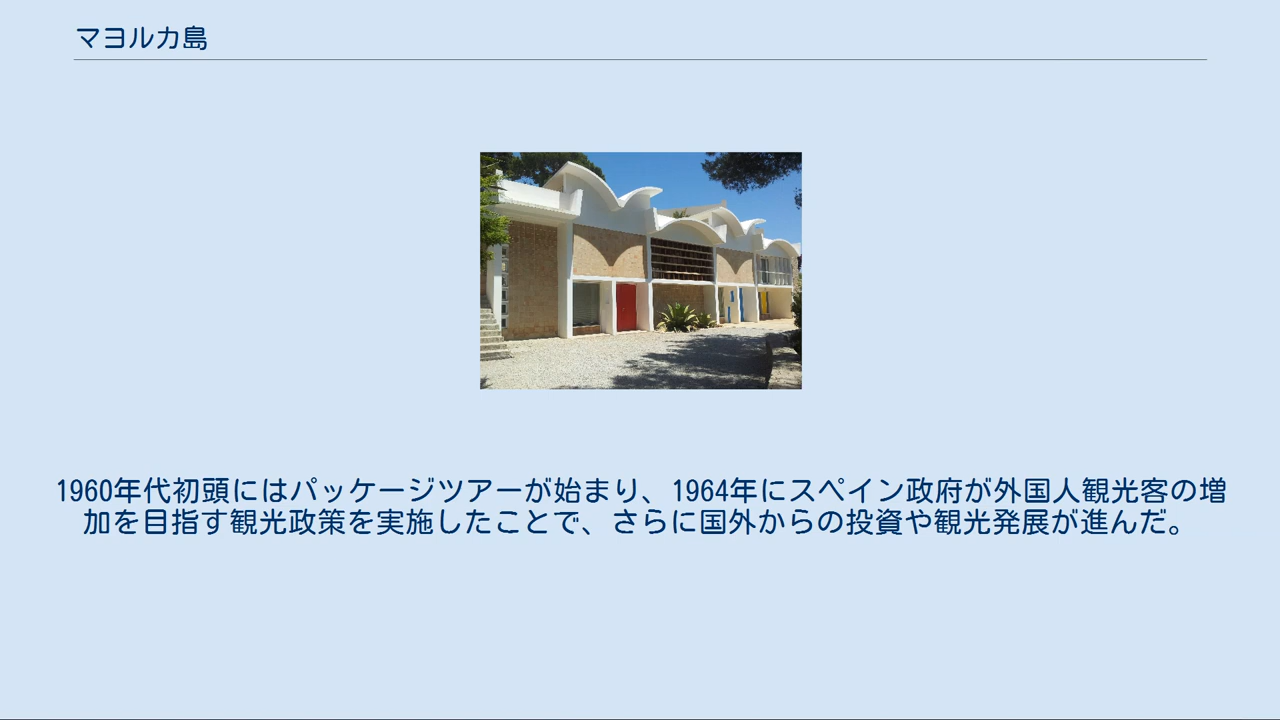 マヨルカ島
1960年代初頭にはパッケージツアーが始まり、1964年にスペイン政府が外国人観光客の増
加を目指す観光政策を実施したことで、さらに国外からの投資や観光発展が進んだ。